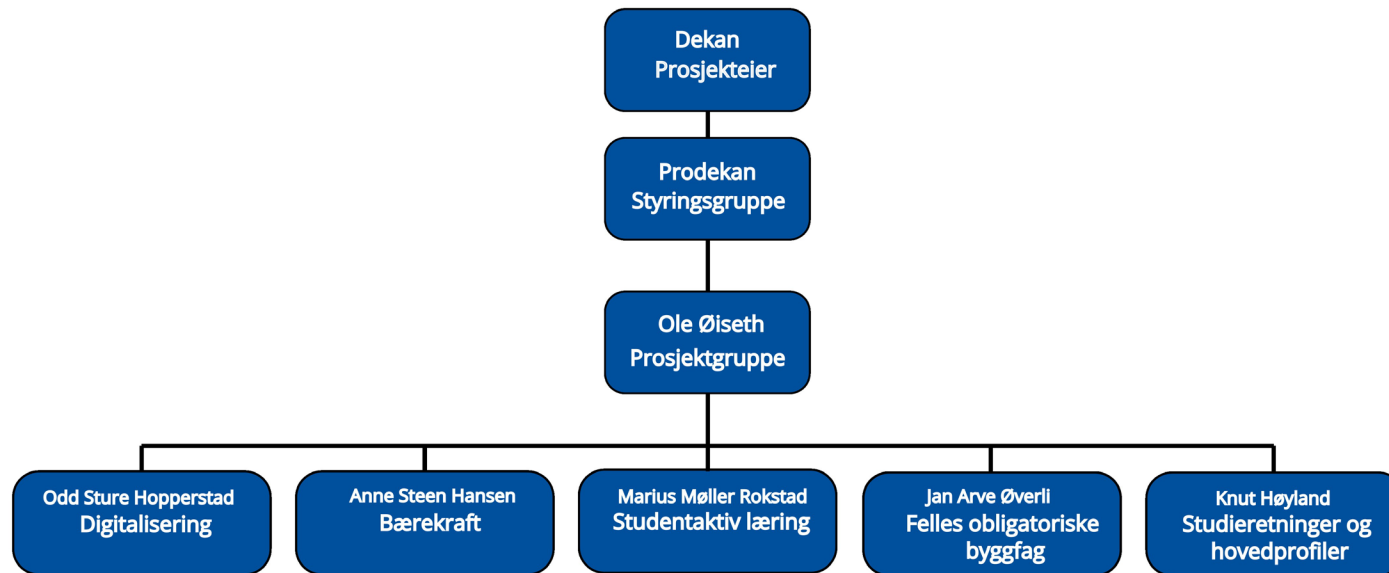 Dekan
Prosjekteier
Prodekan
Styringsgruppe
Ole Øiseth
Prosjektgruppe
Odd Sture Hopperstad
Digitalisering
Anne Steen Hansen
Bærekraft
Marius Møller Rokstad
Studentaktiv læring
Jan Arve Øverli
Felles obligatoriske
byggfag
Knut Høyland
Studieretninger og
hovedprofiler